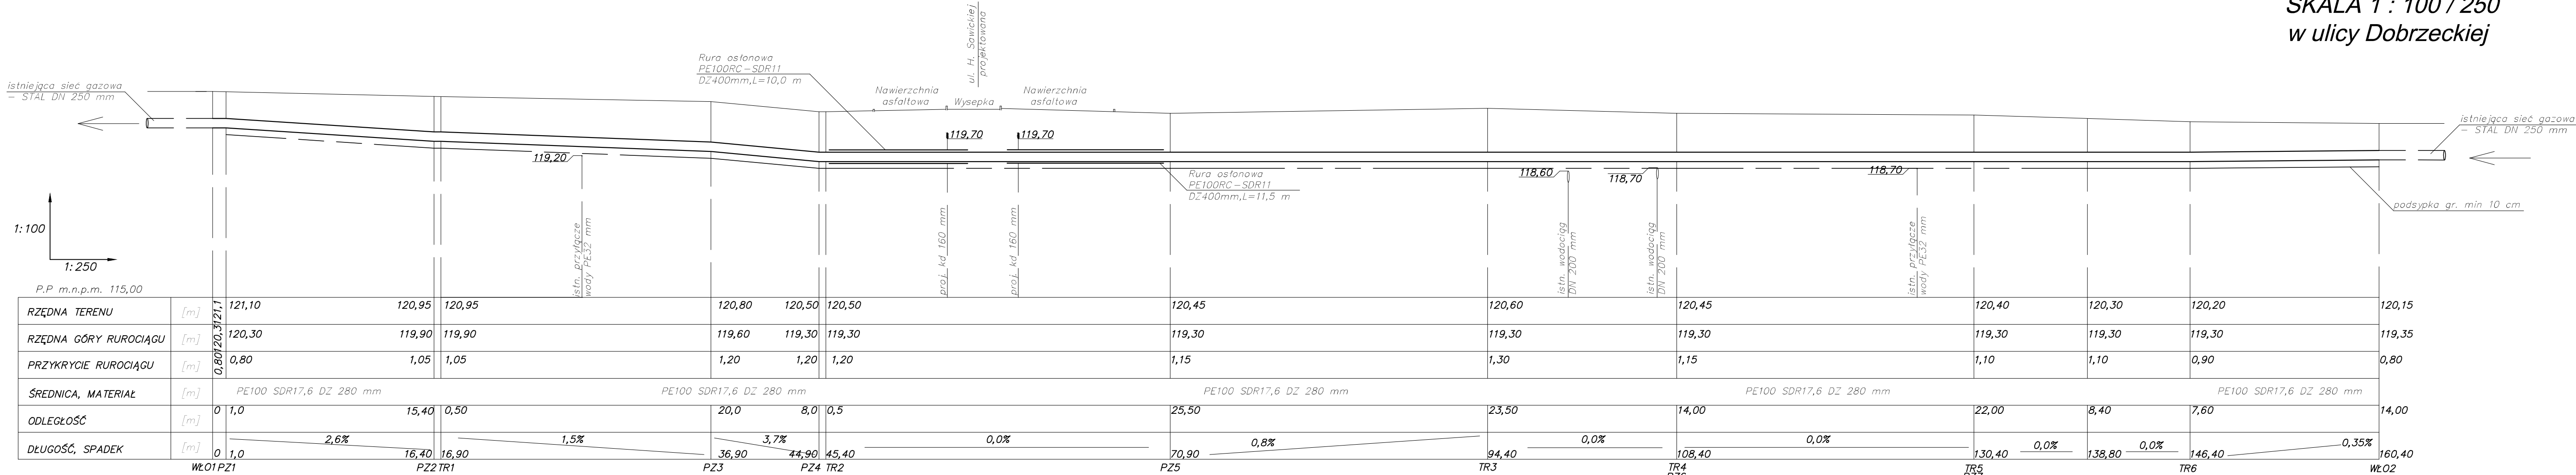 SKALA 1 : 100 / 250
w ulicy Dobrzeckiej
ul. H. Sawickiej
projektowana
Rura osłonowa
PE100RC-SDR11
DZ400mm,L=10,0 m
istniejąca sieć gazowa
- STAL DN 250 mm
Nawierzchnia
asfaltowa
Wysepka
Nawierzchnia
asfaltowa
istniejąca sieć gazowa
- STAL DN 250 mm
119,70
119,70
119,20
118,60
118,70
118,70
Rura osłonowa
PE100RC-SDR11
DZ400mm,L=11,5 m
podsypka gr. min 10 cm
1:100
1:250
istn. przyłącze
wody PE32 mm
proj. kd 160 mm
proj. kd 160 mm
istn. wodociąg
DN 200 mm
istn. wodociąg
DN 200 mm
istn. przyłącze
wody PE32 mm
P.P m.n.p.m. 115,00
RZĘDNA TERENU [m] 121,1 121,10 120,95 120,95 120,80 120,50 120,50 120,45 120,60 120,45 120,40 120,30 120,20 120,15
RZĘDNA GÓRY RUROCIĄGU [m] 120,3 120,30 119,90 119,90 119,60 119,30 119,30 119,30 119,30 119,30 119,30 119,30 119,30 119,35
PRZYKRYCIE RUROCIĄGU [m] 0,80 0,80 1,05 1,05 1,20 1,20 1,20 1,15 1,30 1,15 1,10 1,10 0,90 0,80
ŚREDNICA, MATERIAŁ [m] PE100 SDR17,6 DZ 280 mm PE100 SDR17,6 DZ 280 mm PE100 SDR17,6 DZ 280 mm PE100 SDR17,6 DZ 280 mm PE100 SDR17,6 DZ 280 mm
ODLEGŁOŚĆ [m] 0 1,0 15,40 0,50 20,0 8,0 0,5 25,50 23,50 14,00 22,00 8,40 7,60 14,00
DŁUGOŚĆ, SPADEK [m] 2,6% 1,5% 3,7% 0,0% 0,8% 0,0% 0,0% 0,0% 0,0% 0,35%
0 1,0 16,40 16,90 36,90 44,90 45,40 70,90 94,40 108,40 130,40 138,80 146,40 160,40
WŁO1 PZ1 PZ2 TR1 PZ3 PZ4 TR2 PZ5 TR3 TR4 TR5 TR6 WŁO2